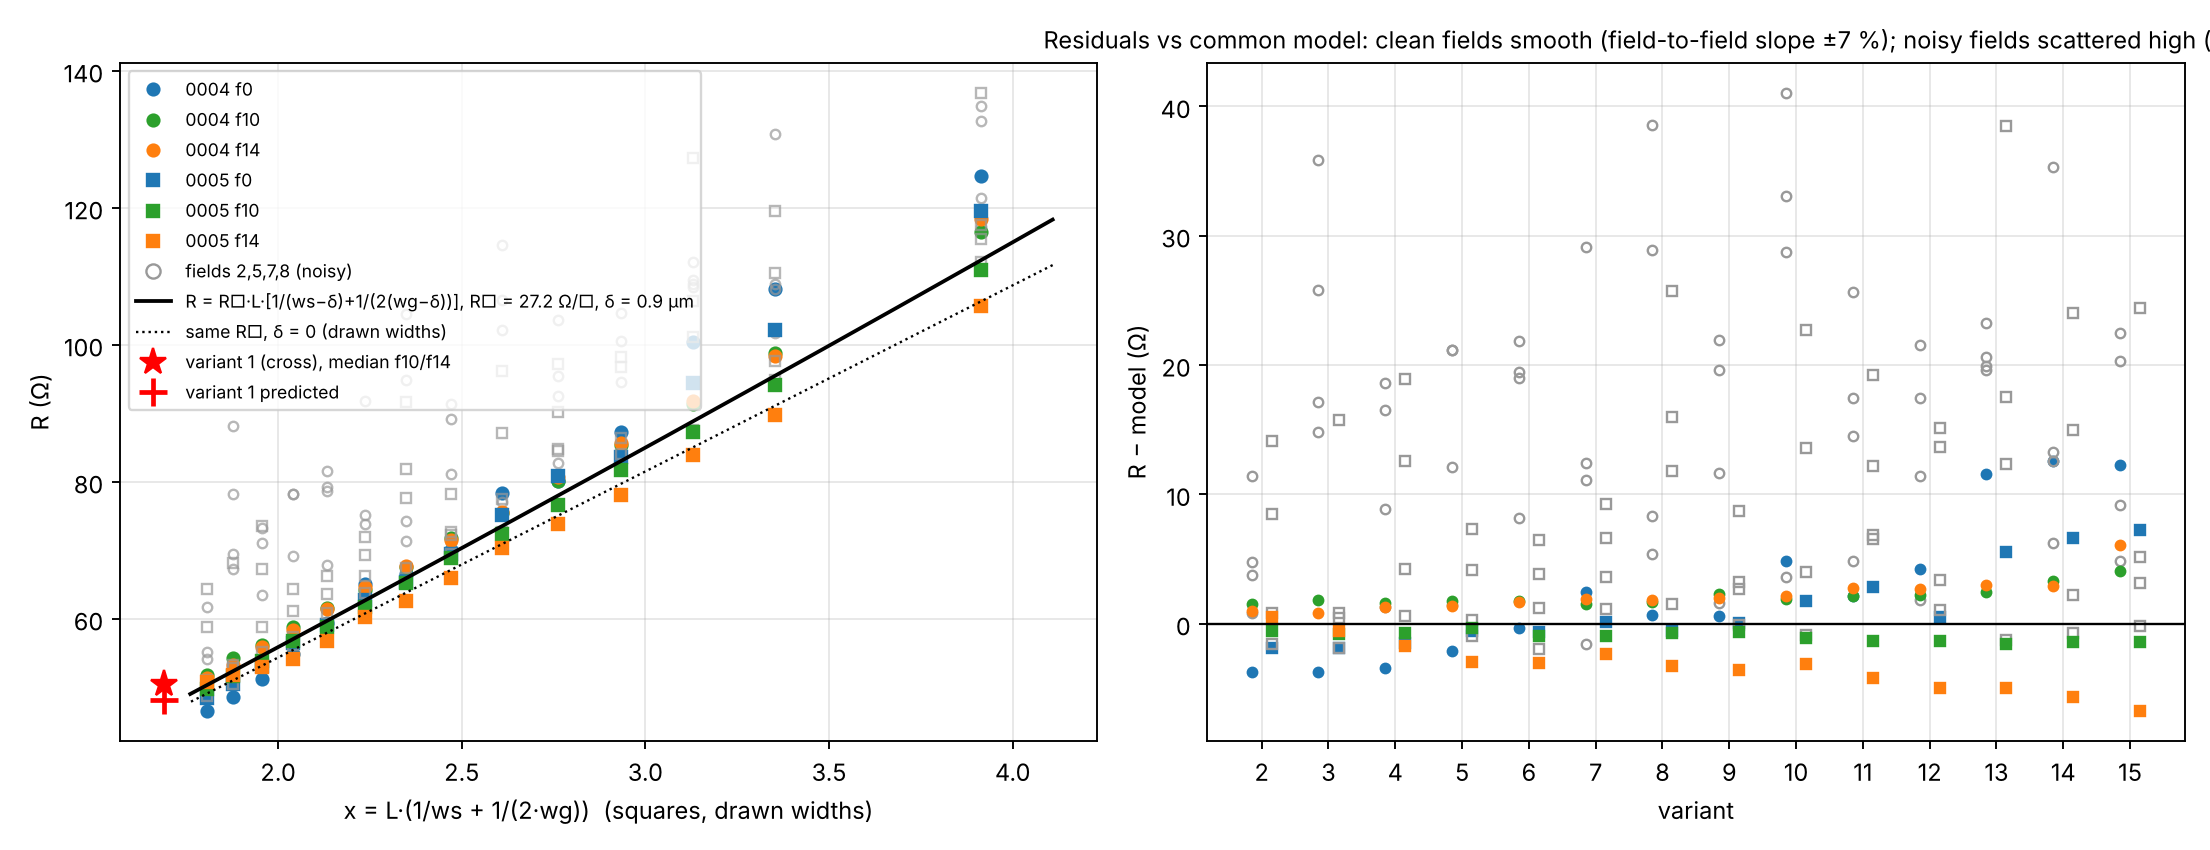 Residuals vs common model: clean fields smooth (field-to-field slope ±7 %); noisy fields scattered high (
R (Ω)
140
120
100
80
60
0004 f0
0004 f10
0004 f14
0005 f0
0005 f10
0005 f14
fields 2,5,7,8 (noisy)
R = R□·L·[1/(ws−δ)+1/(2(wg−δ))], R□ = 27.2 Ω/□, δ = 0.9 µm
same R□, δ = 0 (drawn widths)
variant 1 (cross), median f10/f14
variant 1 predicted
2.0 2.5 3.0 3.5 4.0
x = L·(1/ws + 1/(2·wg)) (squares, drawn widths)
R − model (Ω)
40
30
20
10
0
2 3 4 5 6 7 8 9 10 11 12 13 14 15
variant